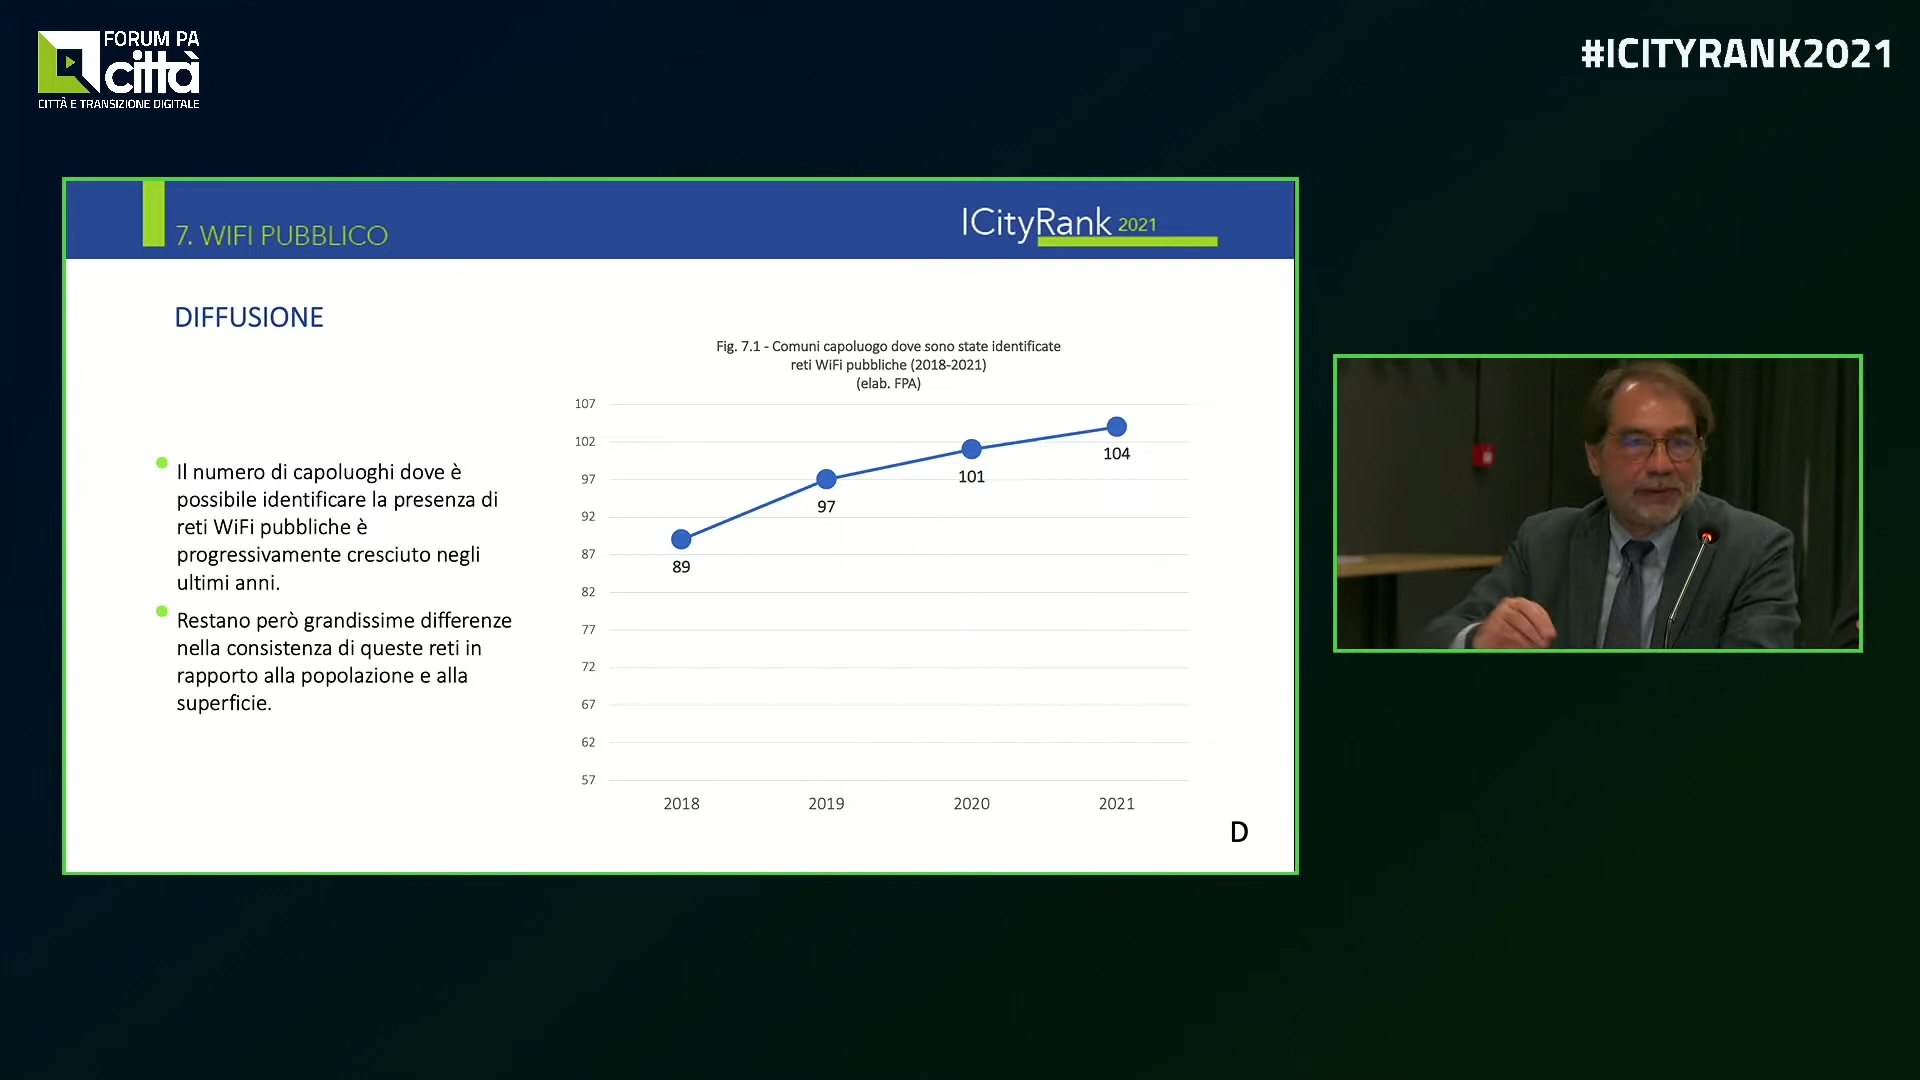 FORUM PA
città
CITTÀ E TRANSIZIONE DIGITALE
#ICITYRANK2021
7. WIFI PUBBLICO
ICityRank 2021
DIFFUSIONE
Il numero di capoluoghi dove è
possibile identificare la presenza di
reti WiFi pubbliche è
progressivamente cresciuto negli
ultimi anni.
Restano però grandissime differenze
nella consistenza di queste reti in
rapporto alla popolazione e alla
superficie.
Fig. 7.1 - Comuni capoluogo dove sono state identificate
reti WiFi pubbliche (2018-2021)
(elab. FPA)
107
102
97
92
87
82
77
72
67
62
57
89
97
101
104
2018 2019 2020 2021
D